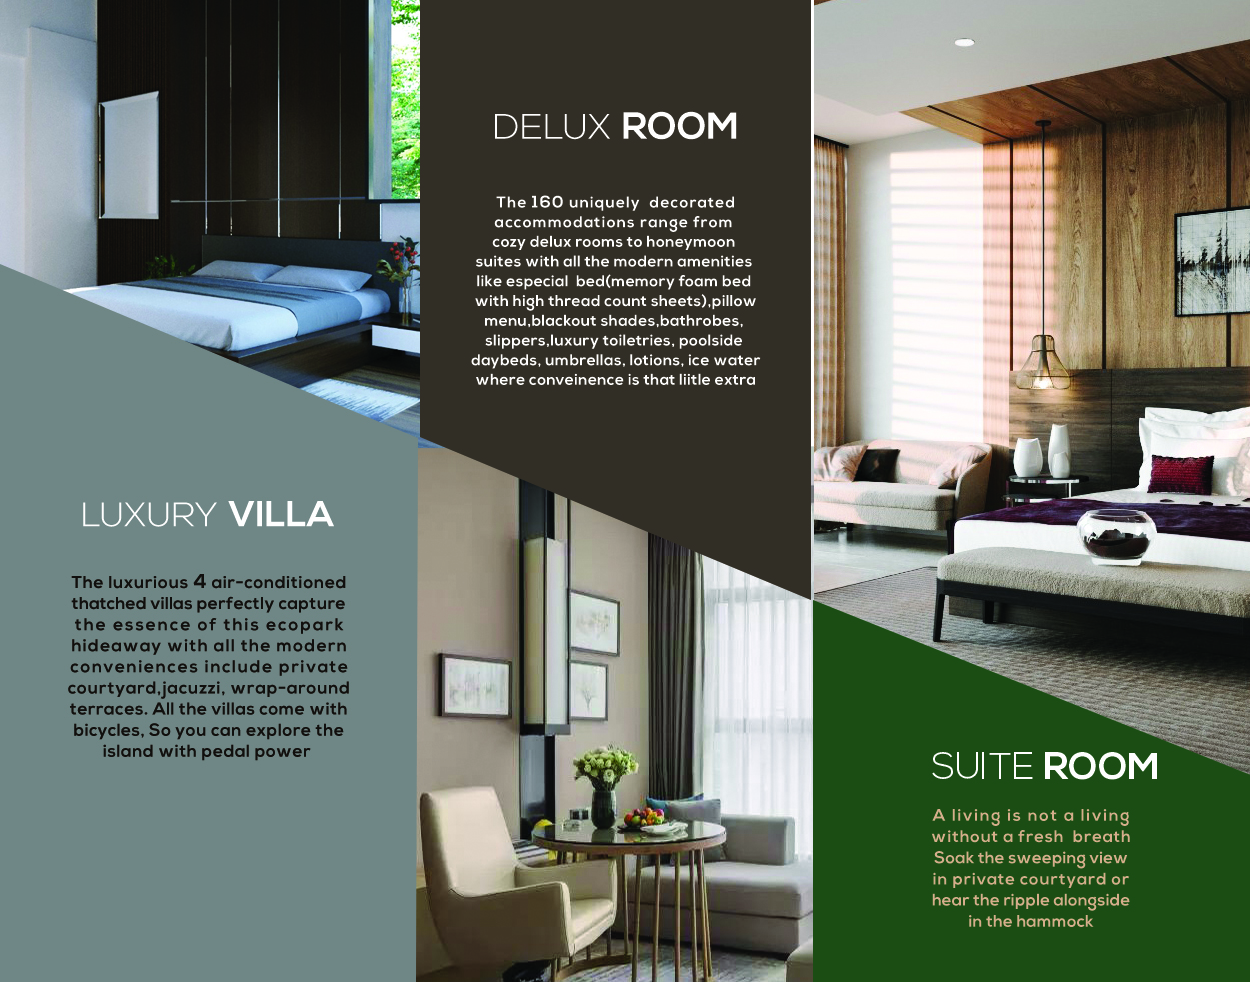 LUXURY VILLA
The luxurious 4 air-conditioned
thatched villas perfectly capture
the essence of this ecopark
hideaway with all the modern
conveniences include private
courtyard,jacuzzi, wrap-around
terraces. All the villas come with
bicycles, So you can explore the
island with pedal power
DELUX ROOM
The 160 uniquely decorated
accommodations range from
cozy delux rooms to honeymoon
suites with all the modern amenities
like especial bed(memory foam bed
with high thread count sheets),pillow
menu,blackout shades,bathrobes,
slippers,luxury toiletries, poolside
daybeds, umbrellas, lotions, ice water
where conveinence is that liitle extra
SUITE ROOM
A living is not a living
without a fresh breath
Soak the sweeping view
in private courtyard or
hear the ripple alongside
in the hammock